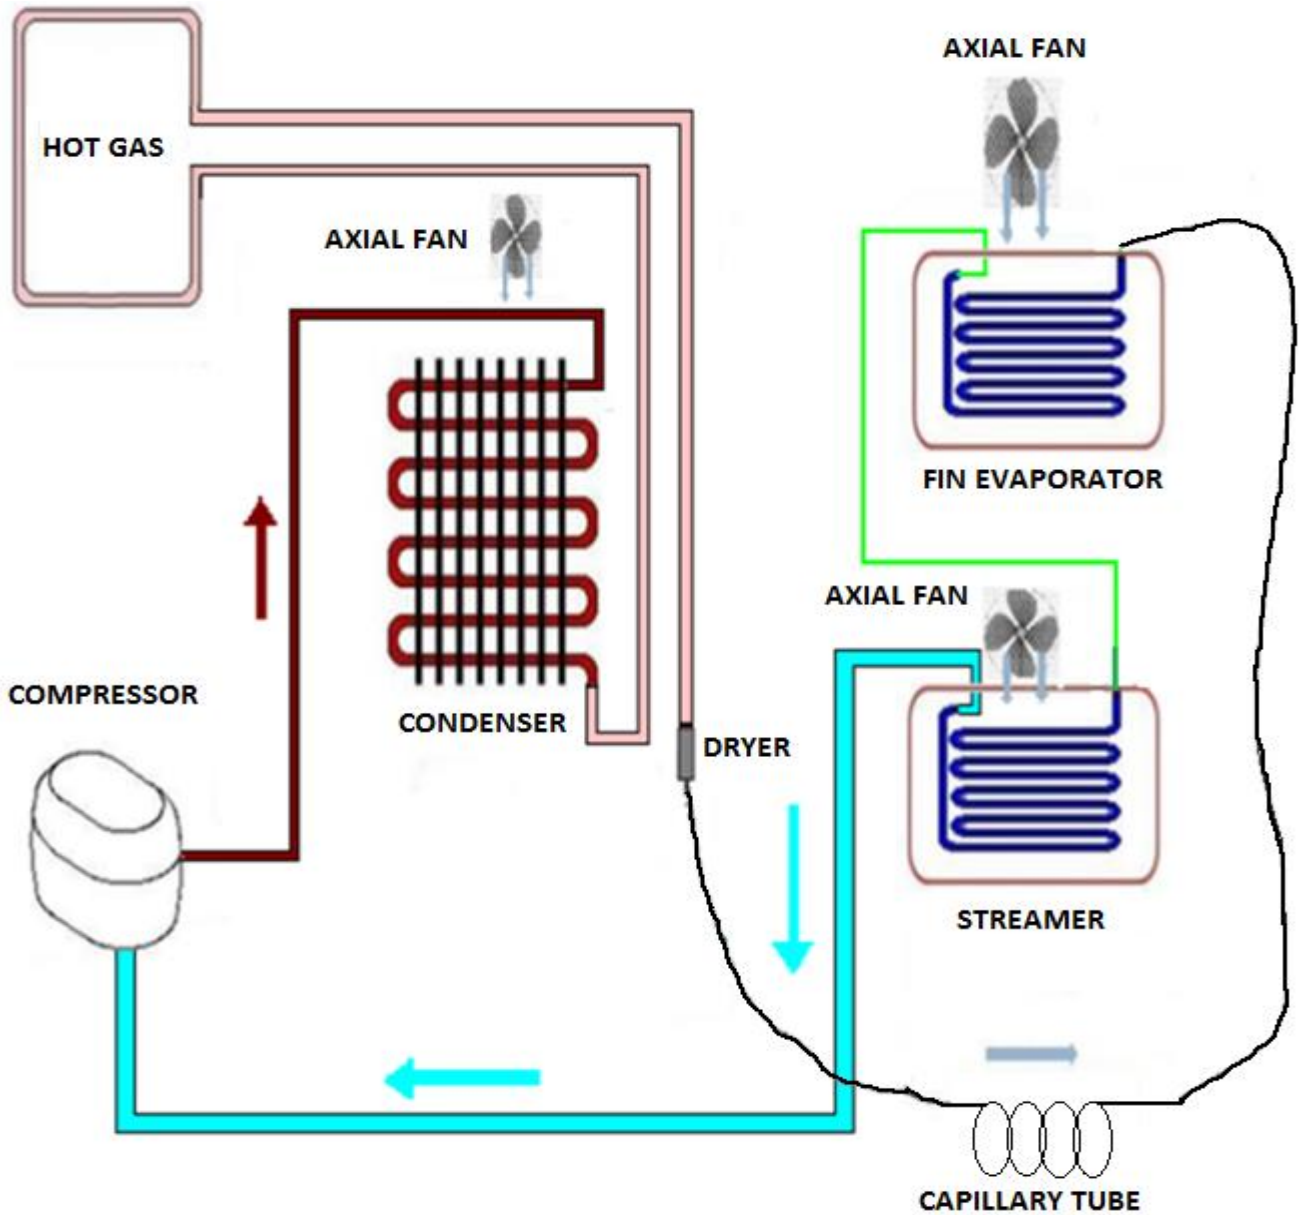 AXIAL FAN
HOT GAS
AXIAL FAN
FIN EVAPORATOR
AXIAL FAN
COMPRESSOR
CONDENSER
DRYER
STREAMER
CAPILLARY TUBE